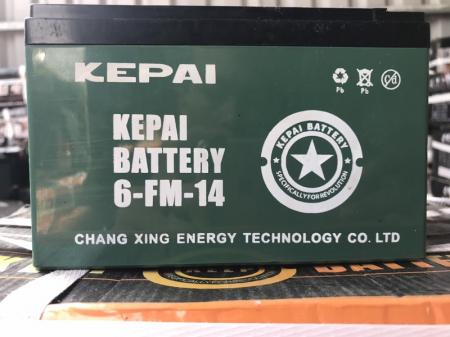 KEPAI
KEPAI
BATTERY
6-FM-14
Pb
Pb
Cd
KEPAI BATTERY
SPECIFICALLY FOR REVOLUTION
CHANG XING ENERGY TECHNOLOGY CO. LTD